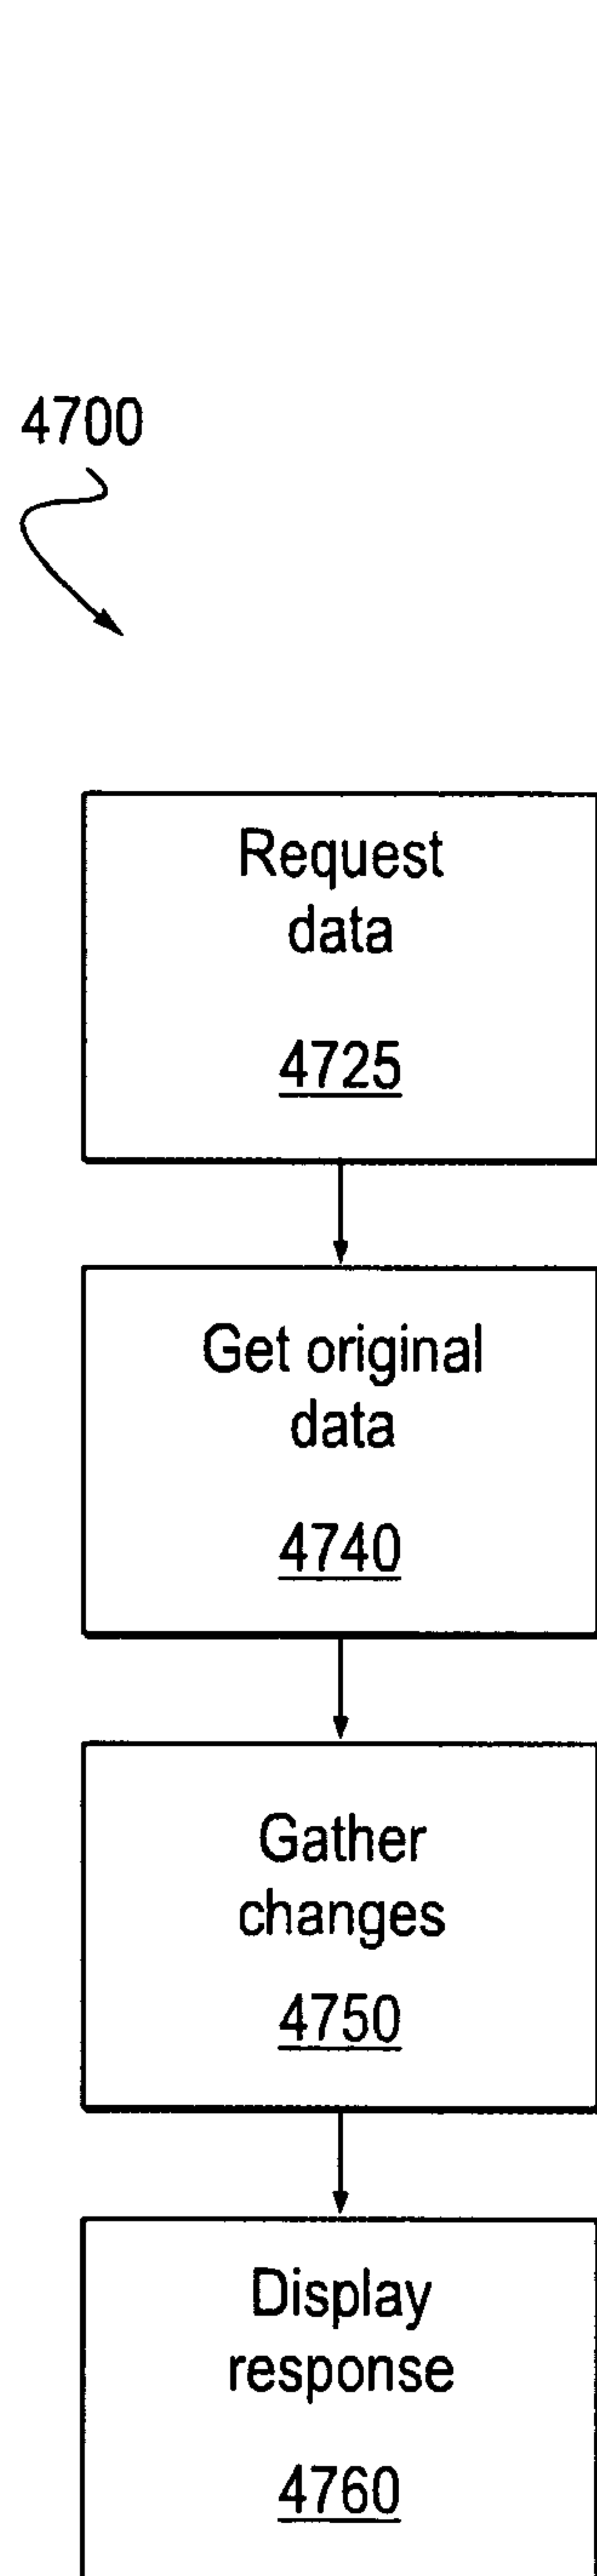 4700
Request
data
4725
Get original
data
4740
Gather
changes
4750
Display
response
4760